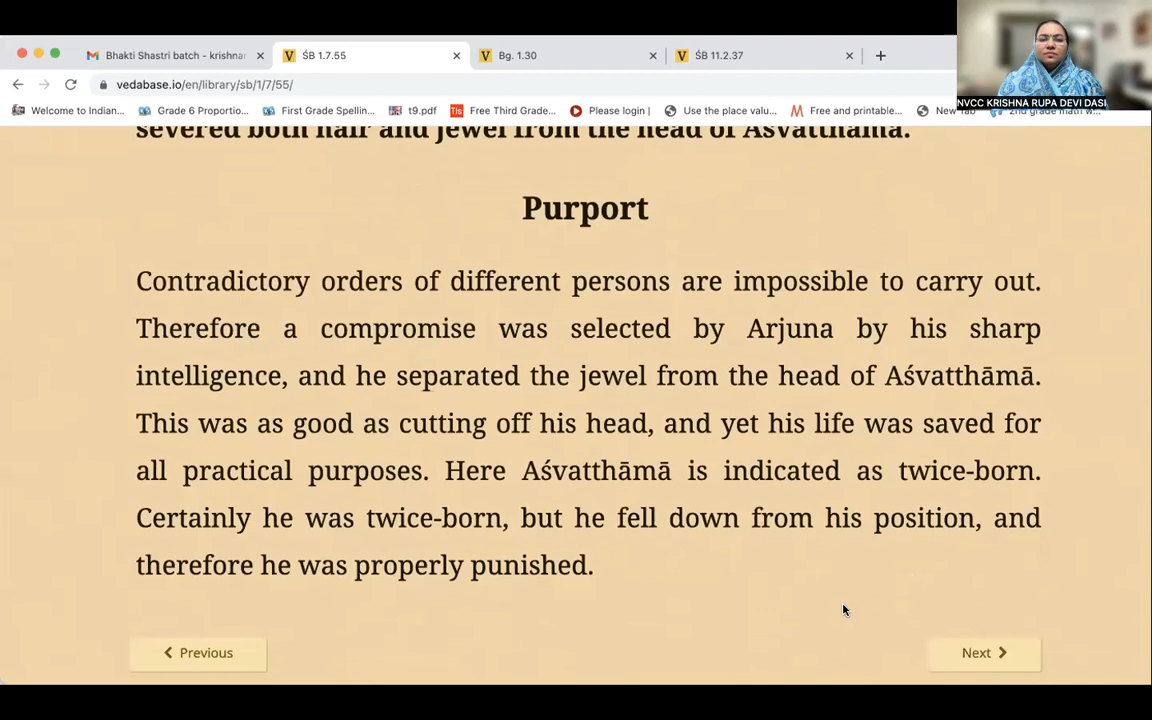 Bhakti Shastri batch - krishna
ŚB 1.7.55
Bg. 1.30
ŚB 11.2.37
vedabase.io/en/library/sb/1/7/55/
Welcome to Indian...
Grade 6 Proportio...
First Grade Spellin...
t9.pdf
Free Third Grade...
Please login |
Use the place valu...
Free and printable...
New Tab
2nd grade math w...
NVCC KRISHNA RUPA DEVI DASI
severed both hair and jewel from the head of Aśvatthāmā.
Purport
Contradictory orders of different persons are impossible to carry out.
Therefore a compromise was selected by Arjuna by his sharp
intelligence, and he separated the jewel from the head of Aśvatthāmā.
This was as good as cutting off his head, and yet his life was saved for
all practical purposes. Here Aśvatthāmā is indicated as twice-born.
Certainly he was twice-born, but he fell down from his position, and
therefore he was properly punished.
Previous
Next